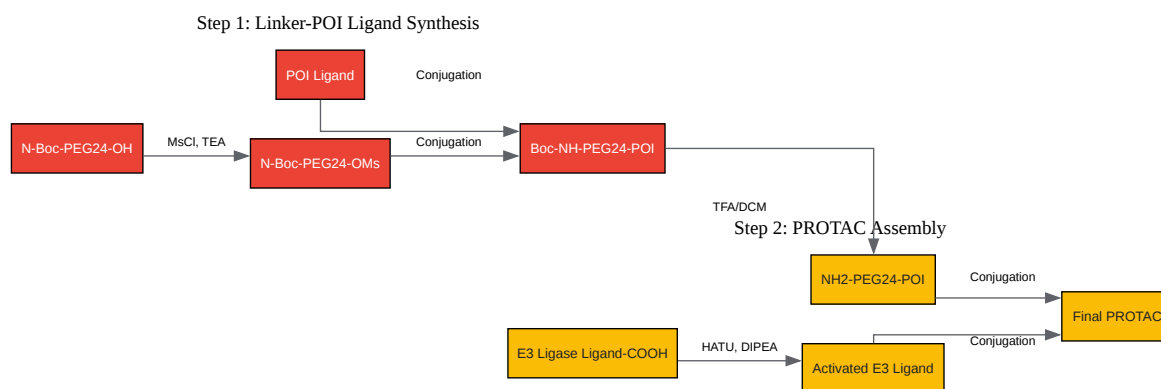 Step 1: Linker-POI Ligand Synthesis
POI Ligand
Conjugation
N-Boc-PEG24-OH
MsCl, TEA
N-Boc-PEG24-OMs
Conjugation
Boc-NH-PEG24-POI
TFA/DCM
Step 2: PROTAC Assembly
NH2-PEG24-POI
Conjugation
Final PROTAC
E3 Ligase Ligand-COOH
HATU, DIPEA
Activated E3 Ligand
Conjugation